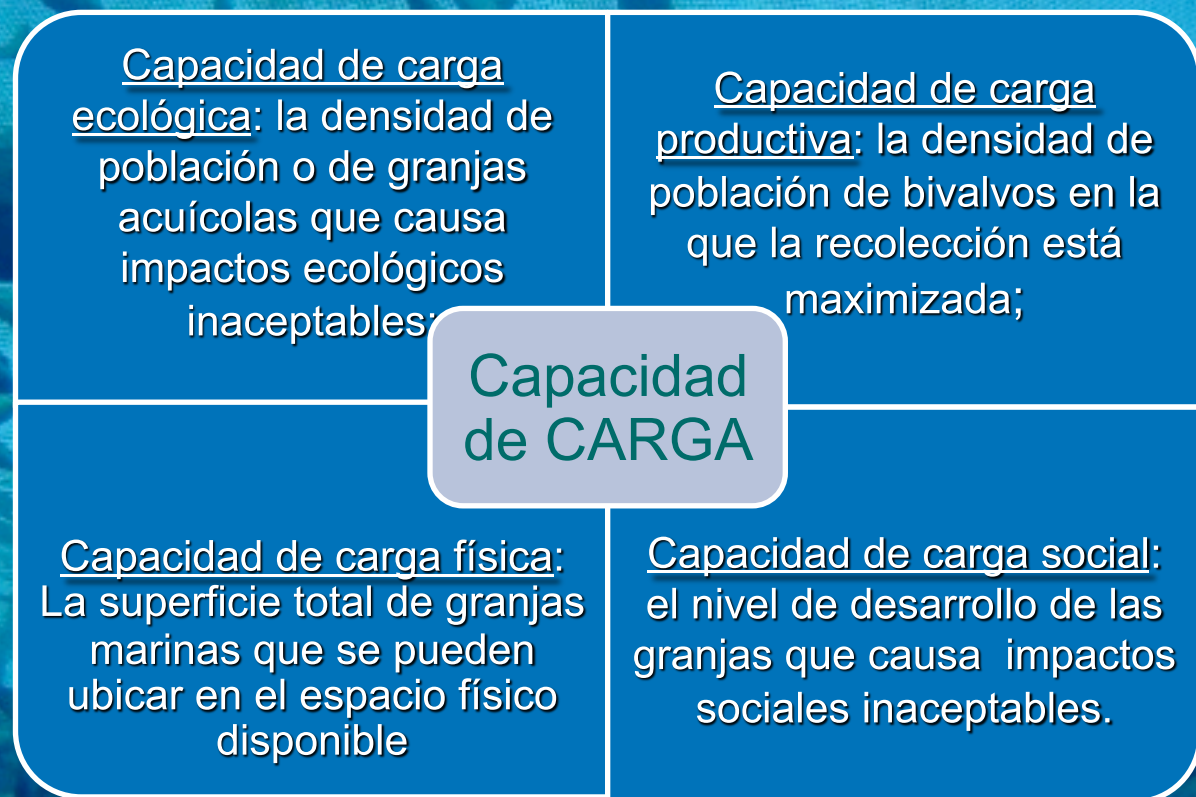 Capacidad de carga
ecológica: la densidad de
población o de granjas
acuícolas que causa
impactos ecológicos
inaceptables;
Capacidad de carga
productiva: la densidad de
población de bivalvos en la
que la recolección está
maximizada;
Capacidad
de CARGA
Capacidad de carga física:
La superficie total de granjas
marinas que se pueden
ubicar en el espacio físico
disponible
Capacidad de carga social:
el nivel de desarrollo de las
granjas que causa  impactos
sociales inaceptables.